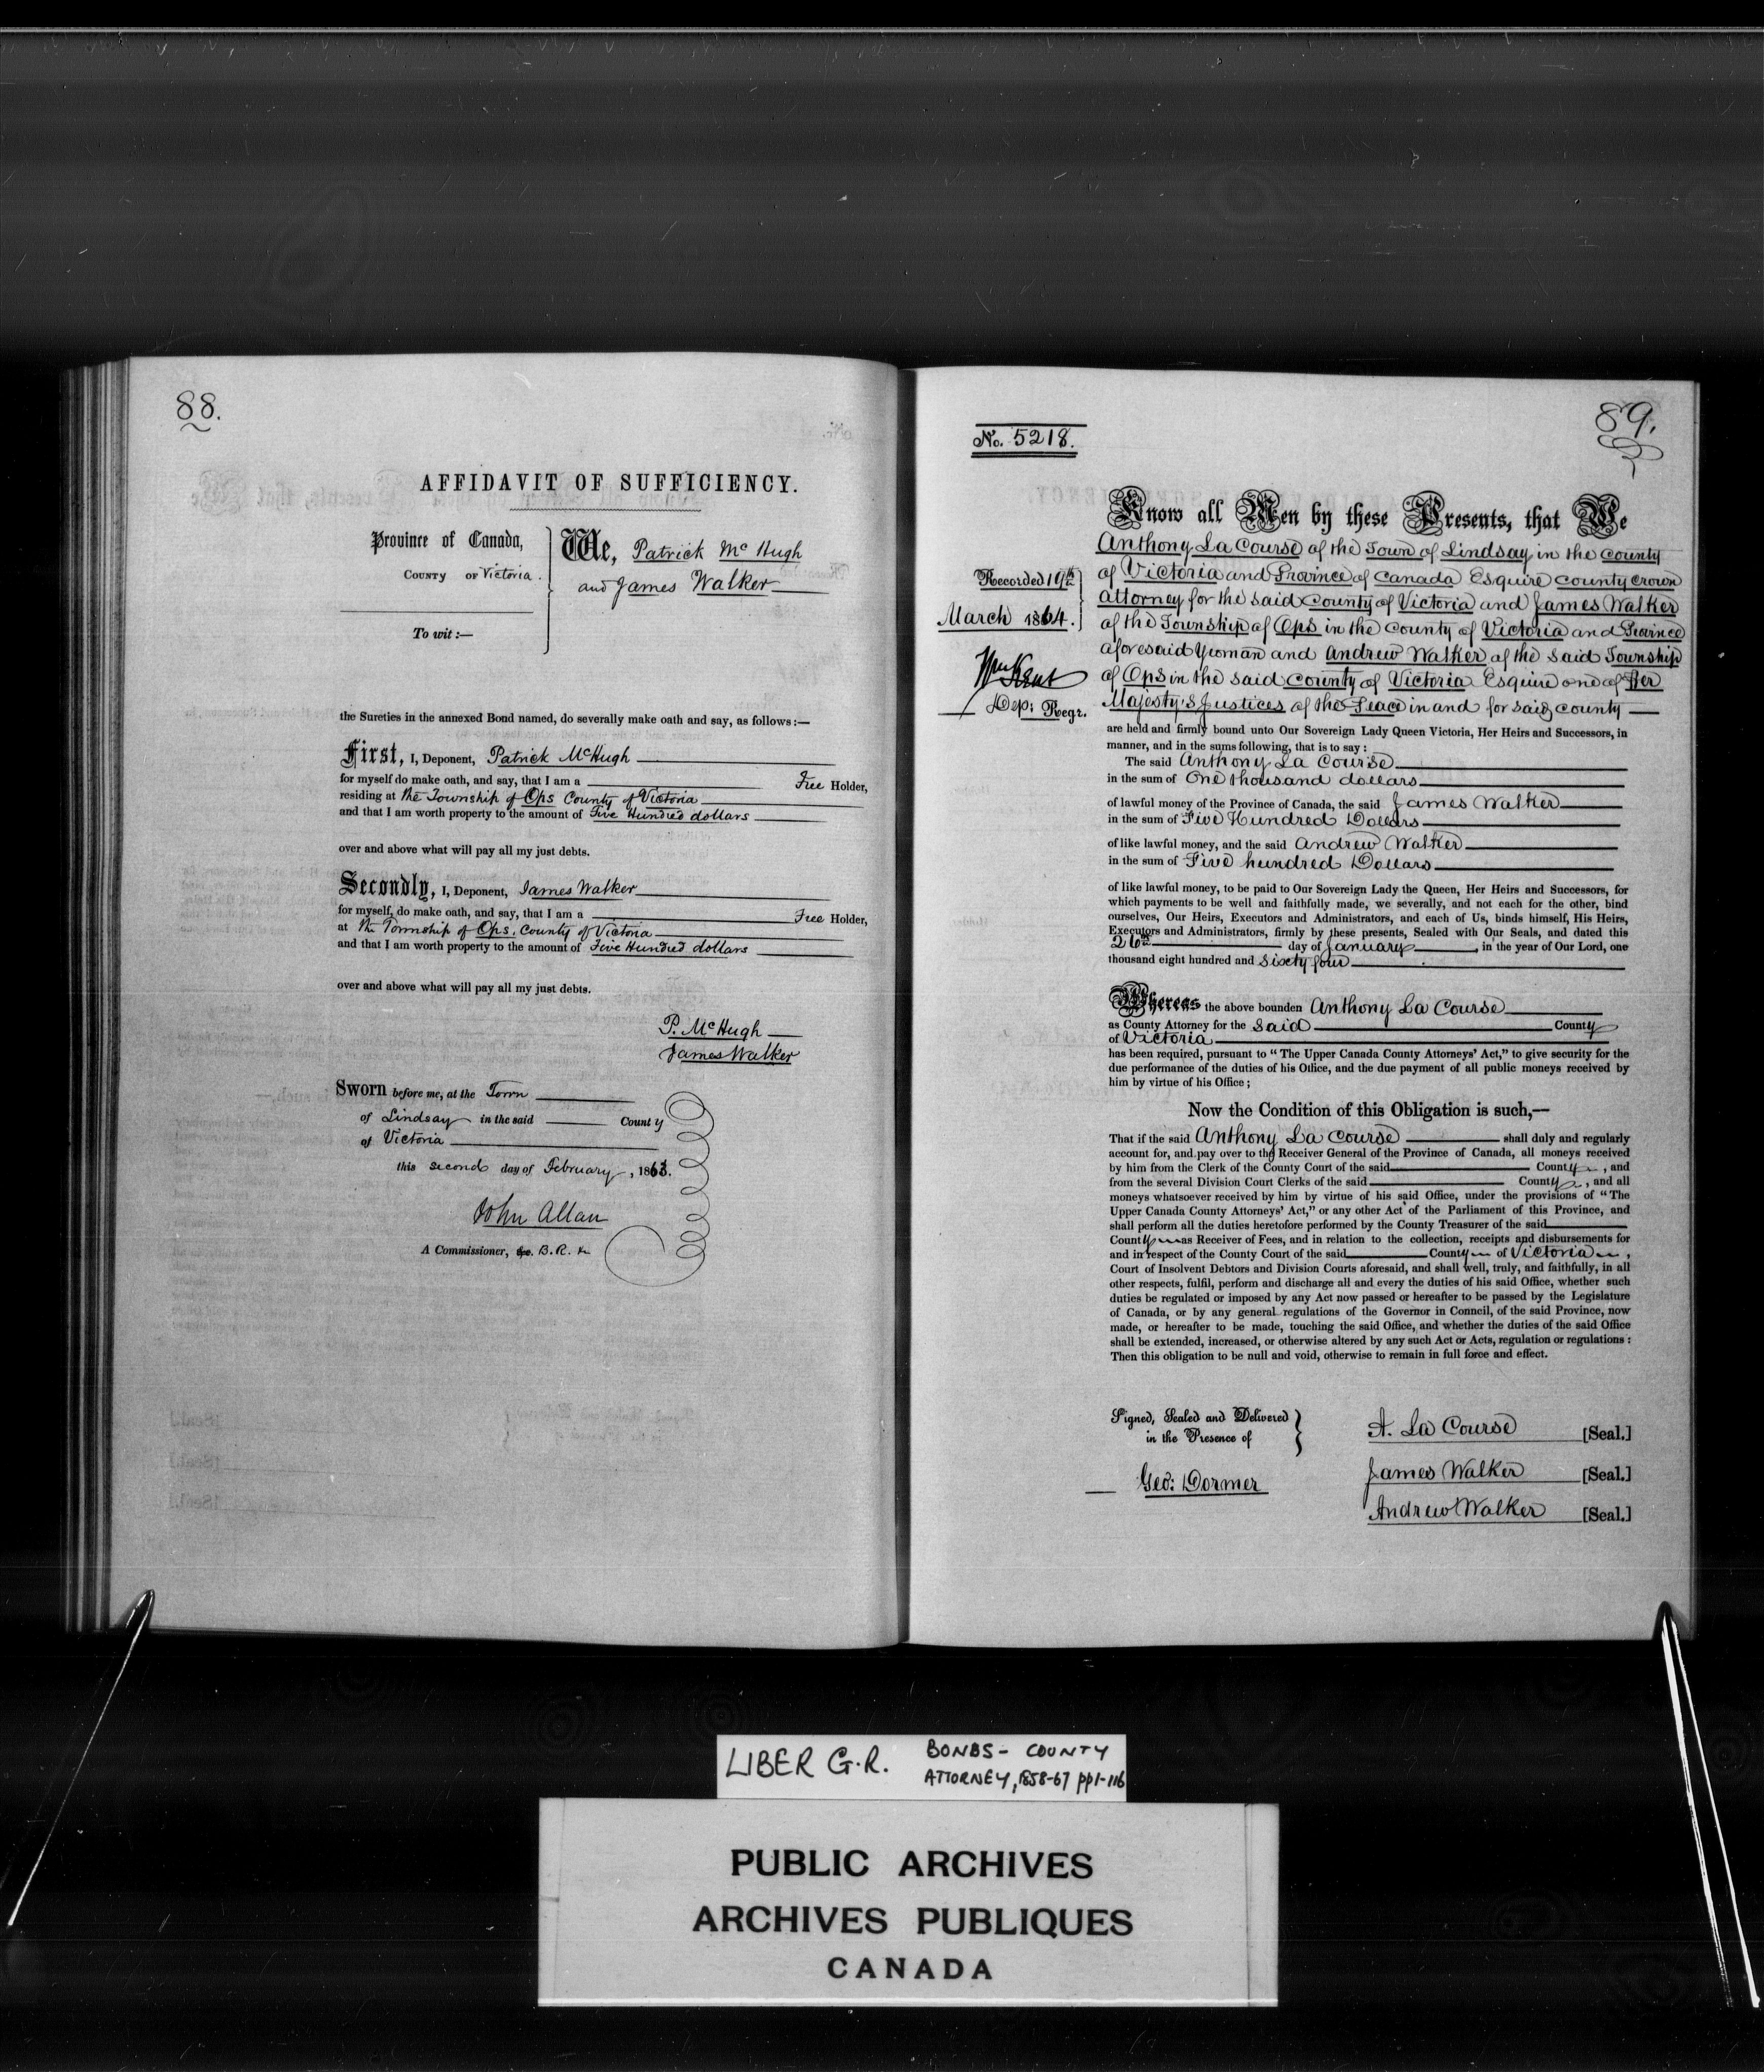 88.
AFFIDAVIT OF SUFFICIENCY.
Province of Canada,
COUNTY OF Victoria.
To wit:—
We, Patrick Mc Hugh
and James Walker
the Sureties in the annexed Bond named, do severally make oath and say, as follows:—
First, I, Deponent, Patrick McHugh
for myself do make oath, and say, that I am a Free Holder,
residing at the Township of Ops County of Victoria
and that I am worth property to the amount of Five Hundred dollars
over and above what will pay all my just debts.
Secondly, I, Deponent, James Walker
for myself, do make oath, and say, that I am a Free Holder,
at the Township of Ops. County of Victoria
and that I am worth property to the amount of Five Hundred dollars
over and above what will pay all my just debts.
P. McHugh
James Walker
Sworn before me, at the Town
of Lindsay in the said County
of Victoria
this second day of February, 1863.
John Allan
A Commissioner, &c. B. R. &c
89.
No. 5218.
Recorded 19th
March 1864.
Wm Kent
Dep: Regr.
Know all Men by these Presents, that We
Anthony La Course of the Town of Lindsay in the County
of Victoria and Province of Canada Esquire County Crown
Attorney for the said County of Victoria and James Walker
of the Township of Ops in the County of Victoria and Province
aforesaid Yeoman and Andrew Walker of the said Township
of Ops in the said County of Victoria Esquire one of Her
Majesty's Justices of the Peace in and for said County
are held and firmly bound unto Our Sovereign Lady Queen Victoria, Her Heirs and Successors, in
manner, and in the sums following, that is to say:
The said Anthony La Course
in the sum of One thousand dollars
of lawful money of the Province of Canada, the said James Walker
in the sum of Five Hundred Dollars
of like lawful money, and the said Andrew Walker
in the sum of Five hundred Dollars
of like lawful money, to be paid to Our Sovereign Lady the Queen, Her Heirs and Successors, for
which payments to be well and faithfully made, we severally, and not each for the other, bind
ourselves, Our Heirs, Executors and Administrators, and each of Us, binds himself, His Heirs,
Executors and Administrators, firmly by these presents, Sealed with Our Seals, and dated this
26th day of January in the year of Our Lord, one
thousand eight hundred and Sixty four
Whereas the above bounden Anthony La Course
as County Attorney for the Said County
of Victoria
has been required, pursuant to "The Upper Canada County Attorneys' Act," to give security for the
due performance of the duties of his Office, and the due payment of all public moneys received by
him by virtue of his Office;
Now the Condition of this Obligation is such,—
That if the said Anthony La Course shall duly and regularly
account for, and pay over to the Receiver General of the Province of Canada, all moneys received
by him from the Clerk of the County Court of the said County, and
from the several Division Court Clerks of the said County, and all
moneys whatsoever received by him by virtue of his said Office, under the provisions of "The
Upper Canada County Attorneys' Act," or any other Act of the Parliament of this Province, and
shall perform all the duties heretofore performed by the County Treasurer of the said
County as Receiver of Fees, and in relation to the collection, receipts and disbursements for
and in respect of the County Court of the said County of Victoria,
Court of Insolvent Debtors and Division Courts aforesaid, and shall well, truly, and faithfully, in all
other respects, fulfil, perform and discharge all and every the duties of his said Office, whether such
duties be regulated or imposed by any Act now passed or hereafter to be passed by the Legislature
of Canada, or by any general regulations of the Governor in Council, of the said Province, now
made, or hereafter to be made, touching the said Office, and whether the duties of the said Office
shall be extended, increased, or otherwise altered by any such Act or Acts, regulation or regulations:
Then this obligation to be null and void, otherwise to remain in full force and effect.
Signed, Sealed and Delivered
in the Presence of
Geo: Dormer
A. La Course [Seal.]
James Walker [Seal.]
Andrew Walker [Seal.]
LIBER G.R.
BONDS - COUNTY
ATTORNEY, 1858-67 pp1-116
PUBLIC ARCHIVES
ARCHIVES PUBLIQUES
CANADA